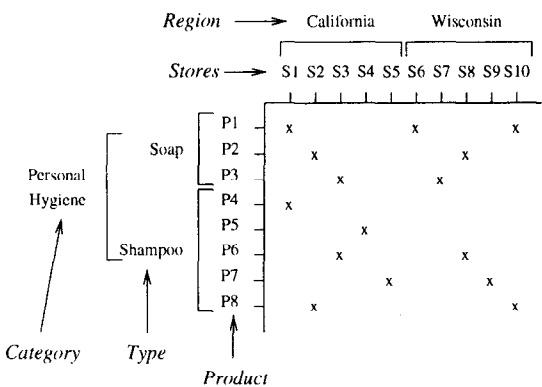 Region California Wisconsin
Stores S1 S2 S3 S4 S5 S6 S7 S8 S9 S10
P1 x x x
Soap
P2 x x
Personal
Hygiene
P3 x x
P4 x
P5 x
Shampoo
P6 x x
P7 x x
P8 x x
Category Type
Product